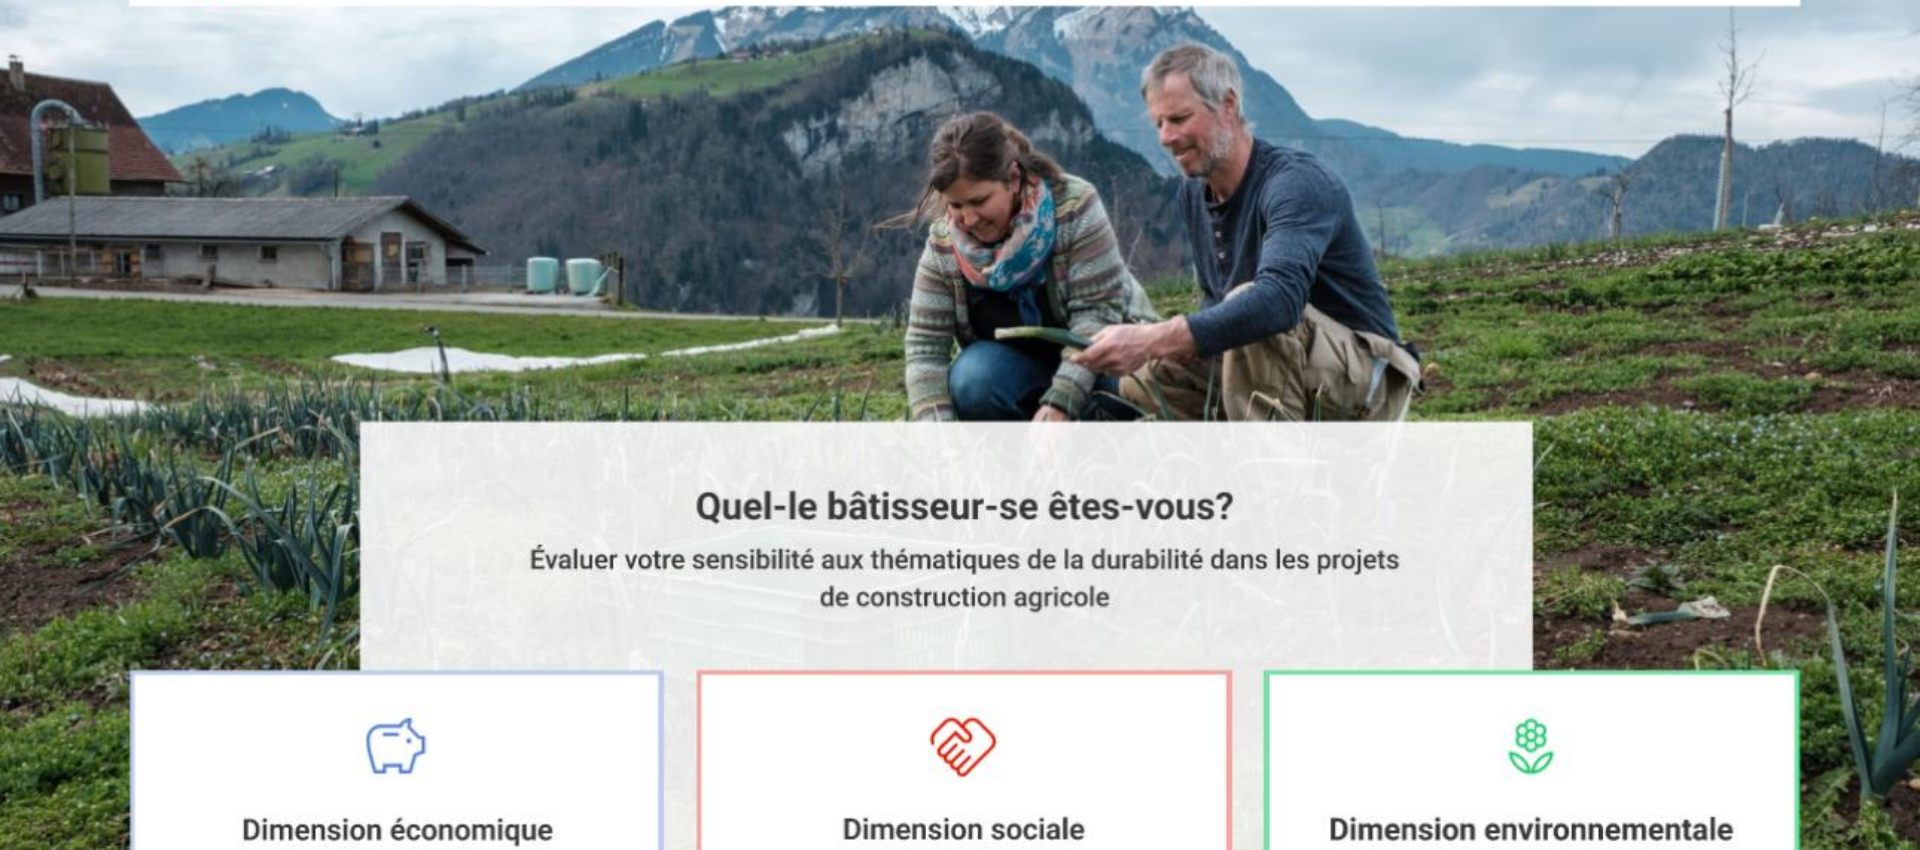 Quel-le bâtisseur-se êtes-vous?
Évaluer votre sensibilité aux thématiques de la durabilité dans les projets
de construction agricole
Dimension économique
Dimension sociale
Dimension environnementale